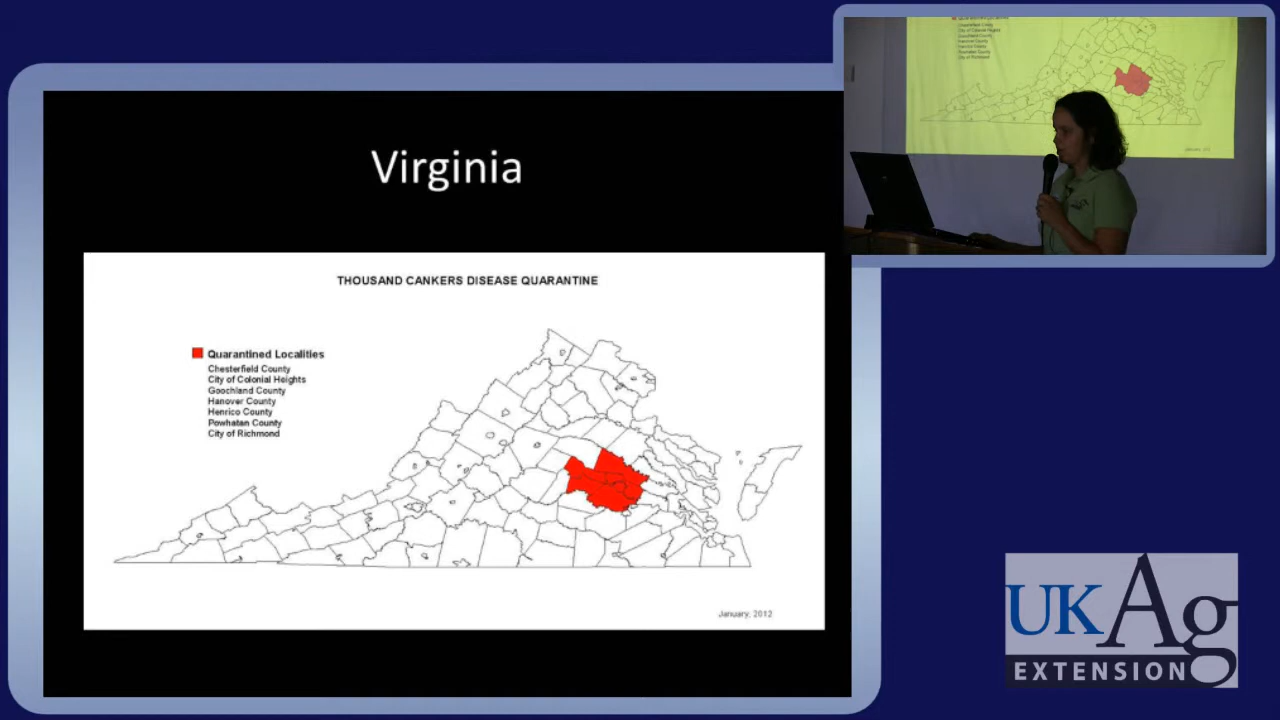 Virginia
THOUSAND CANKERS DISEASE QUARANTINE
Quarantined Localities
Chesterfield County
City of Colonial Heights
Goochland County
Hanover County
Henrico County
Powhatan County
City of Richmond
January, 2012
UK Ag
EXTENSION